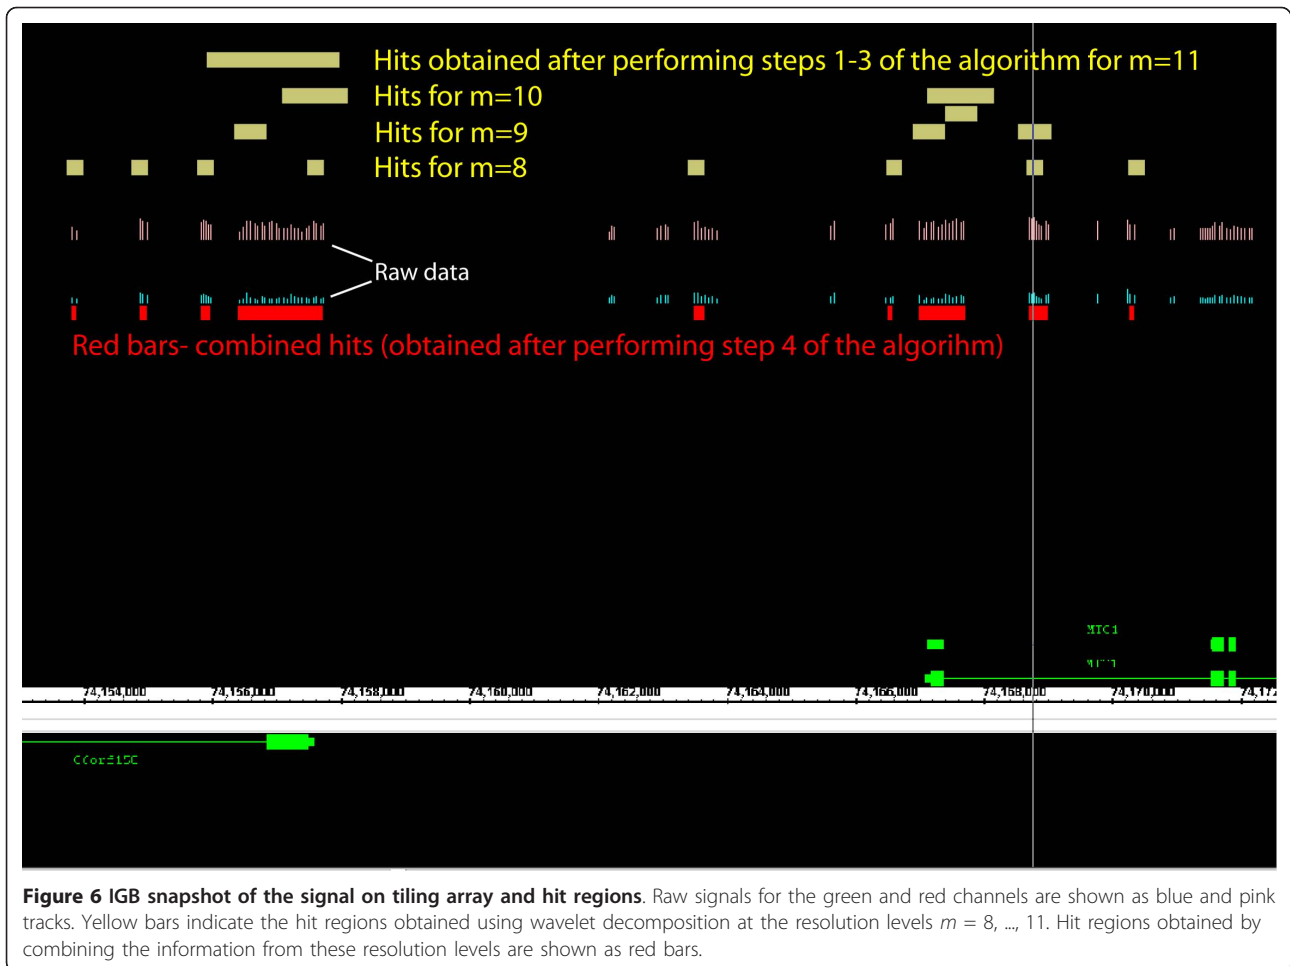 Hits obtained after performing steps 1-3 of the algorithm for m=11
Hits for m=10
Hits for m=9
Hits for m=8
Raw data
Red bars- combined hits (obtained after performing step 4 of the algorihm)
MTC1
74,154,000 74,156,000 74,158,000 74,160,000 74,162,000 74,164,000 74,166,000 74,168,000 74,170,000 74,172
Figure 6 IGB snapshot of the signal on tiling array and hit regions. Raw signals for the green and red channels are shown as blue and pink
tracks. Yellow bars indicate the hit regions obtained using wavelet decomposition at the resolution levels m = 8, ..., 11. Hit regions obtained by
combining the information from these resolution levels are shown as red bars.